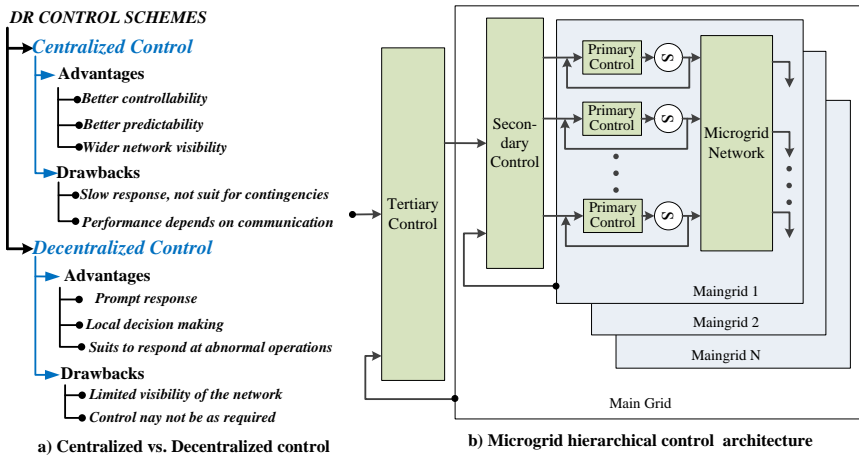 DR CONTROL SCHEMES
Centralized Control
Advantages
Better controllability
Better predictability
Wider network visibility
Drawbacks
Slow response, not suit for contingencies
Performance depends on communication
Decentralized Control
Advantages
Prompt response
Local decision making
Suits to respond at abnormal operations
Drawbacks
Limited visibility of the network
Control nay not be as required
a) Centralized vs. Decentralized control
Tertiary
Control
Secon-
dary
Control
Primary
Control
S
Primary
Control
S
Primary
Control
S
Microgrid
Network
Maingrid 1
Maingrid 2
Maingrid N
Main Grid
b) Microgrid hierarchical control architecture